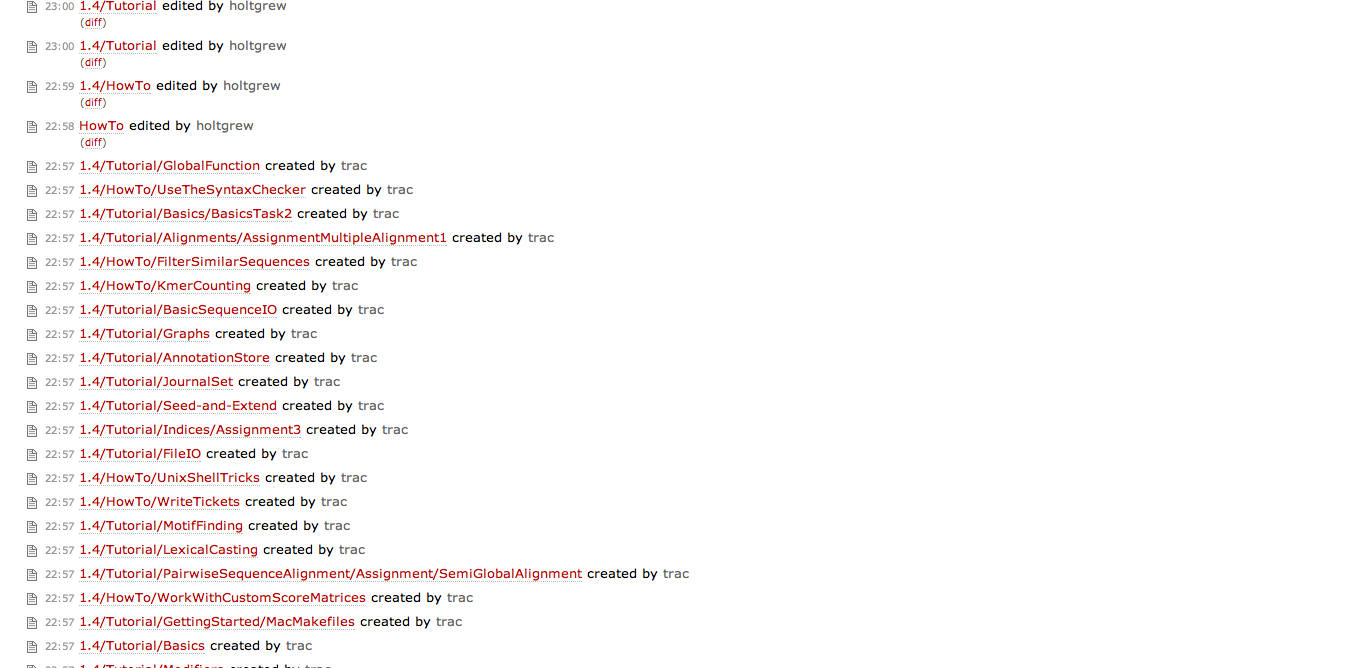 23:00 1.4/Tutorial edited by holtgrew
(diff)
23:00 1.4/Tutorial edited by holtgrew
(diff)
22:59 1.4/HowTo edited by holtgrew
(diff)
22:58 HowTo edited by holtgrew
(diff)
22:57 1.4/Tutorial/GlobalFunction created by trac
22:57 1.4/HowTo/UseTheSyntaxChecker created by trac
22:57 1.4/Tutorial/Basics/BasicsTask2 created by trac
22:57 1.4/Tutorial/Alignments/AssignmentMultipleAlignment1 created by trac
22:57 1.4/HowTo/FilterSimilarSequences created by trac
22:57 1.4/HowTo/KmerCounting created by trac
22:57 1.4/Tutorial/BasicSequenceIO created by trac
22:57 1.4/Tutorial/Graphs created by trac
22:57 1.4/Tutorial/AnnotationStore created by trac
22:57 1.4/Tutorial/JournalSet created by trac
22:57 1.4/Tutorial/Seed-and-Extend created by trac
22:57 1.4/Tutorial/Indices/Assignment3 created by trac
22:57 1.4/Tutorial/FileIO created by trac
22:57 1.4/HowTo/UnixShellTricks created by trac
22:57 1.4/HowTo/WriteTickets created by trac
22:57 1.4/Tutorial/MotifFinding created by trac
22:57 1.4/Tutorial/LexicalCasting created by trac
22:57 1.4/Tutorial/PairwiseSequenceAlignment/Assignment/SemiGlobalAlignment created by trac
22:57 1.4/HowTo/WorkWithCustomScoreMatrices created by trac
22:57 1.4/Tutorial/GettingStarted/MacMakefiles created by trac
22:57 1.4/Tutorial/Basics created by trac
22:57 1.4/Tutorial/Modifiers created by trac